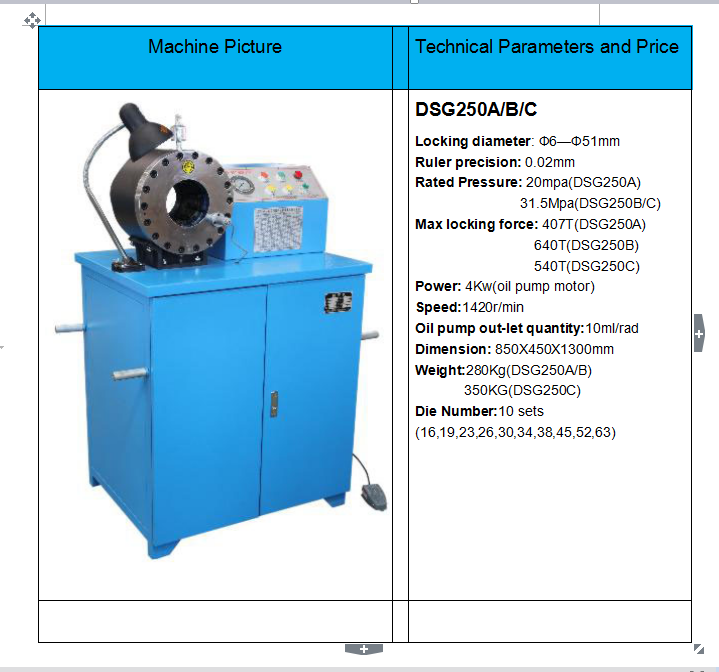 Machine Picture
Technical Parameters and Price
DSG250A/B/C
Locking diameter: Φ6—Φ51mm
Ruler precision: 0.02mm
Rated Pressure: 20mpa(DSG250A)
31.5Mpa(DSG250B/C)
Max locking force: 407T(DSG250A)
640T(DSG250B)
540T(DSG250C)
Power: 4Kw(oil pump motor)
Speed:1420r/min
Oil pump out-let quantity:10ml/rad
Dimension: 850X450X1300mm
Weight:280Kg(DSG250A/B)
350KG(DSG250C)
Die Number:10 sets
(16,19,23,26,30,34,38,45,52,63)